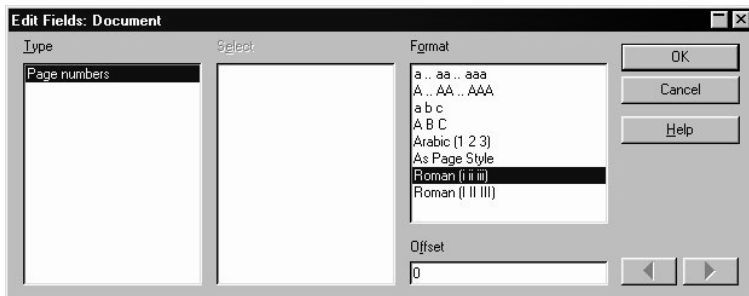 Edit Fields: Document
Type
Select
Format
Page numbers
a .. aa .. aaa
A .. AA .. AAA
a b c
A B C
Arabic (1 2 3)
As Page Style
Roman (i ii iii)
Roman (I II III)
Offset
0
OK
Cancel
Help